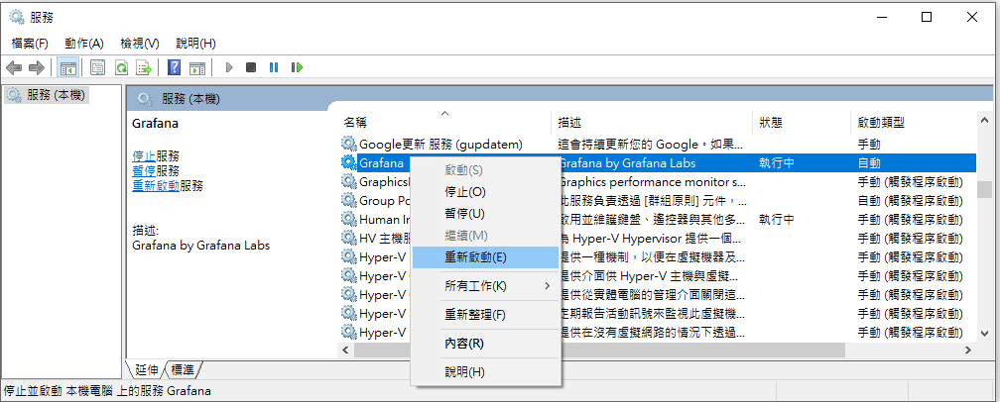 服務
檔案(F) 動作(A) 檢視(V) 說明(H)
服務 (本機)
服務 (本機)
Grafana
停止服務
暫停服務
重新啟動服務
描述:
Grafana by Grafana Labs
名稱 描述 狀態 啟動類型
Google更新 服務 (gupdatem) 這會持續更新您的 Google。如果... 手動
Grafana Grafana by Grafana Labs 執行中 自動
Graphics Graphics performance monitor s... 手動 (觸發程序啟動)
Group Po 此服務負責透過 [群組原則] 元件, 自動 (觸發程序啟動)
Human In 啟用並維護鍵盤、遙控器與其他多... 執行中 手動 (觸發程序啟動)
HV 主機服 為 Hyper-V Hypervisor 提供一個... 手動 (觸發程序啟動)
Hyper-V 提供一種機制，以便在虛擬機器及... 手動 (觸發程序啟動)
Hyper-V 提供介面供 Hyper-V 主機與虛擬... 手動 (觸發程序啟動)
Hyper-V 提供從實體電腦的管理介面關閉這... 手動 (觸發程序啟動)
Hyper-V 定期報告活動訊號來監視此虛擬機... 手動 (觸發程序啟動)
Hyper-V 提供在沒有虛擬網路的情況下透過... 手動 (觸發程序啟動)
啟動(S)
停止(O)
暫停(U)
繼續(M)
重新啟動(E)
所有工作(K)
重新整理(F)
內容(R)
說明(H)
延伸 標準
停止並啟動 本機電腦 上的服務 Grafana